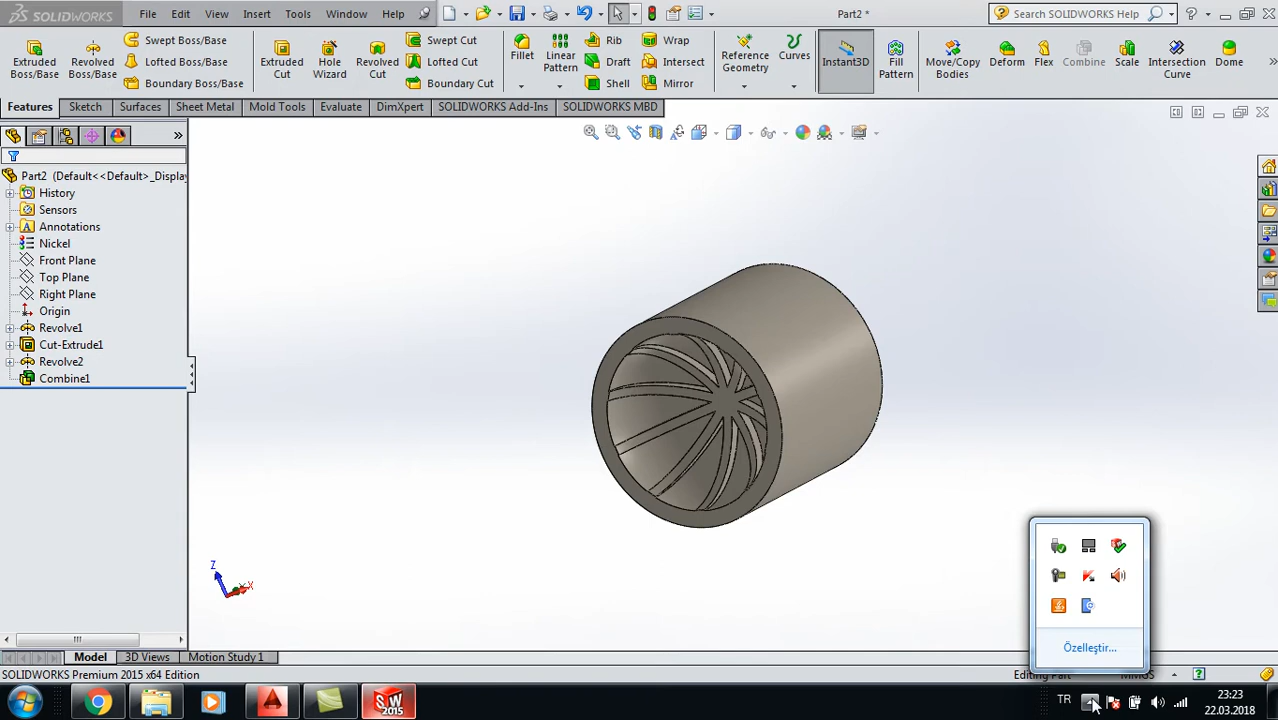 SOLIDWORKS
File Edit View Insert Tools Window Help
Part2 *
Search SOLIDWORKS Help
Extruded Boss/Base
Revolved Boss/Base
Swept Boss/Base
Lofted Boss/Base
Boundary Boss/Base
Extruded Cut
Hole Wizard
Revolved Cut
Swept Cut
Lofted Cut
Boundary Cut
Fillet
Linear Pattern
Rib
Draft
Shell
Wrap
Intersect
Mirror
Reference Geometry
Curves
Instant3D
Fill Pattern
Move/Copy Bodies
Deform
Flex
Combine
Scale
Intersection Curve
Dome
Features Sketch Surfaces Sheet Metal Mold Tools Evaluate DimXpert SOLIDWORKS Add-Ins SOLIDWORKS MBD
Part2 (Default<<Default>_Display
History
Sensors
Annotations
Nickel
Front Plane
Top Plane
Right Plane
Origin
Revolve1
Cut-Extrude1
Revolve2
Combine1
Z
X
Özelleştir...
Model 3D Views Motion Study 1
SOLIDWORKS Premium 2015 x64 Edition
Editing Part
MMGS
SW
2015
TR
23:23
22.03.2018